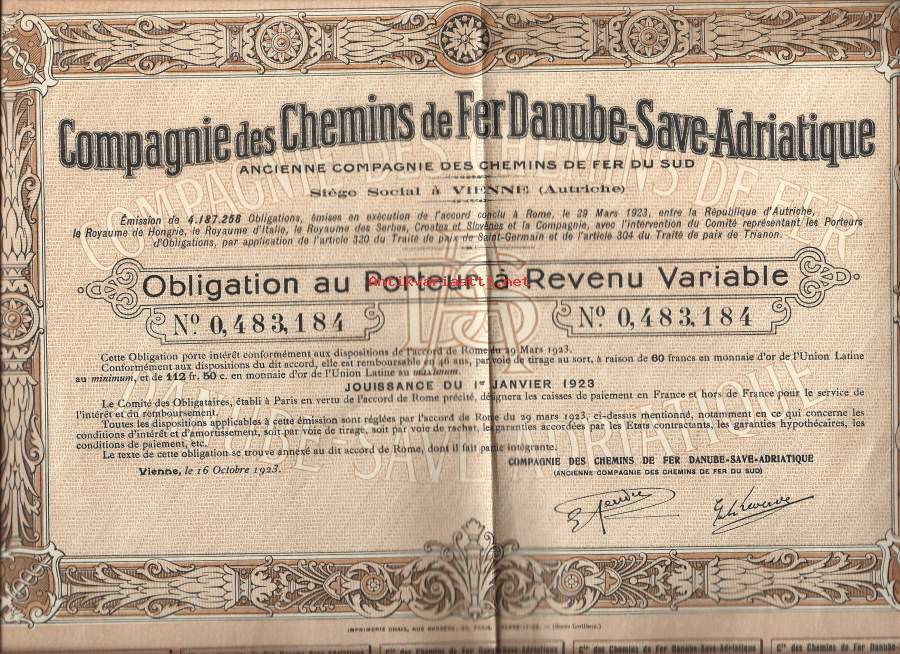 Compagnie des Chemins de Fer Danube-Save-Adriatique
ANCIENNE COMPAGNIE DES CHEMINS DE FER DU SUD
Siège Social à VIENNE (Autriche)
Émission de 4.187.256 Obligations, émises en exécution de l'accord conclu à Rome, le 29 Mars 1923, entre la République d'Autriche,
le Royaume de Hongrie, le Royaume d'Italie, le Royaume des Serbes, Croates et Slovènes et la Compagnie, avec l'intervention du Comité représentant les Porteurs
d'Obligations, par application de l'article 320 du Traité de paix de Saint-Germain et de l'article 304 du Traité de paix de Trianon.
Obligation au Porteur à Revenu Variable
Antikvariaatti.net
No 0,483,184 No 0,483,184
Cette Obligation porte intérêt conformément aux dispositions de l'accord de Rome du 29 Mars 1923.
Conformément aux dispositions du dit accord, elle est remboursable en 46 ans, par voie de tirage au sort, à raison de 60 francs en monnaie d'or de l'Union Latine
au minimum, et de 112 fr. 50 c. en monnaie d'or de l'Union Latine au maximum.
JOUISSANCE DU 1er JANVIER 1923
Le Comité des Obligataires, établi à Paris en vertu de l'accord de Rome précité, désignera les caisses de paiement en France et hors de France pour le service de
l'intérêt et du remboursement.
Toutes les dispositions applicables à cette émission sont réglées par l'accord de Rome du 29 mars 1923, ci-dessus mentionné, notamment en ce qui concerne les
conditions d'intérêt et d'amortissement, soit par voie de tirage, soit par voie de rachat, les garanties accordées par les Etats contractants, les garanties hypothécaires, les
conditions de paiement, etc.
Le texte de cette obligation se trouve annexé au dit accord de Rome, dont il fait partie intégrante.
Vienne, le 16 Octobre 1923.
COMPAGNIE DES CHEMINS DE FER DANUBE-SAVE-ADRIATIQUE
(ANCIENNE COMPAGNIE DES CHEMINS DE FER DU SUD)
COMPAGNIE DES CHEMINS DE FER
DANUBE-SAVE-ADRIATIQUE
IMPRIMERIE CHAIX, RUE BERGÈRE, 20, PARIS.
Cie des Chemins de Fer Danube-Save-Adriatique Cie des Chemins de Fer Danube-